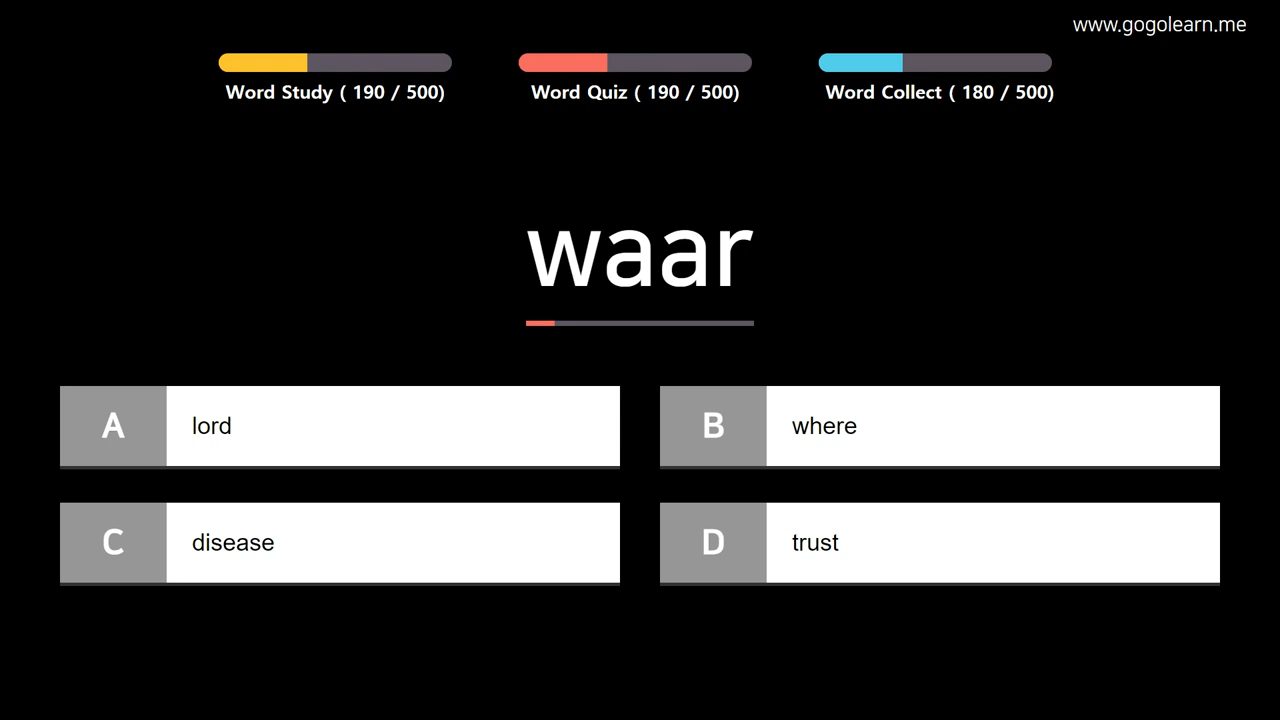 www.gogolearn.me
Word Study ( 190 / 500)
Word Quiz ( 190 / 500)
Word Collect ( 180 / 500)
waar
A lord
B where
C disease
D trust